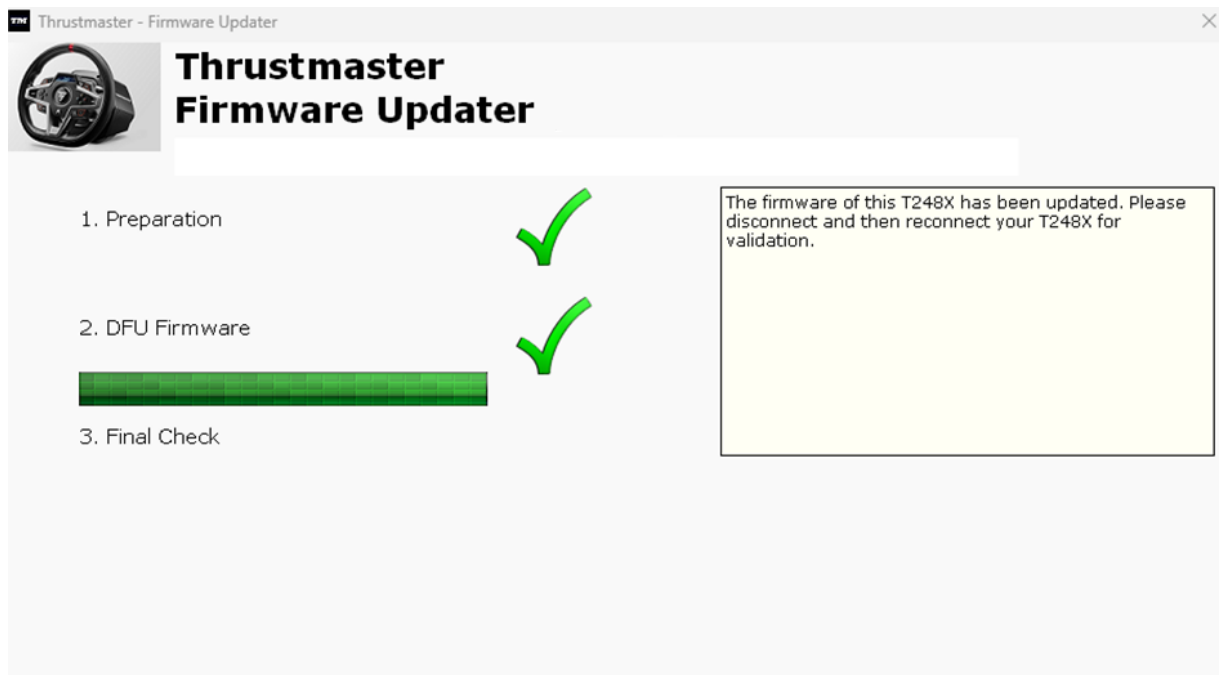 TM Thrustmaster - Firmware Updater
Thrustmaster
Firmware Updater
1. Preparation
2. DFU Firmware
3. Final Check
The firmware of this T248X has been updated. Please
disconnect and then reconnect your T248X for
validation.